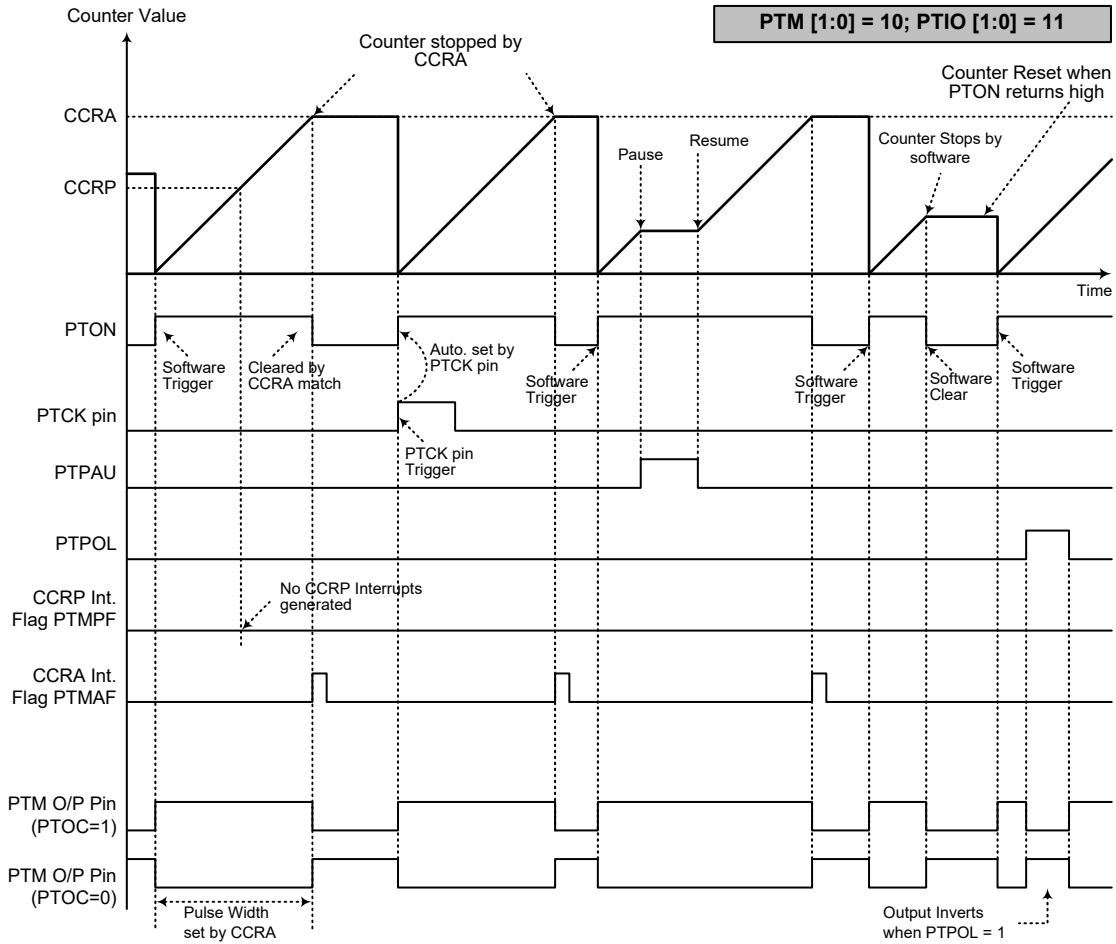 Counter Value
PTM [1:0] = 10; PTIO [1:0] = 11
Counter stopped by
CCRA
Counter Reset when
PTON returns high
CCRA
Pause
Resume
Counter Stops by
software
CCRP
Time
PTON
Software
Trigger
Cleared by
CCRA match
Auto. set by
PTCK pin
Software
Trigger
Software
Trigger
Software
Clear
Software
Trigger
PTCK pin
PTCK pin
Trigger
PTPAU
PTPOL
No CCRP Interrupts
generated
CCRP Int.
Flag PTMPF
CCRA Int.
Flag PTMAF
PTM O/P Pin
(PTOC=1)
PTM O/P Pin
(PTOC=0)
Pulse Width
set by CCRA
Output Inverts
when PTPOL = 1